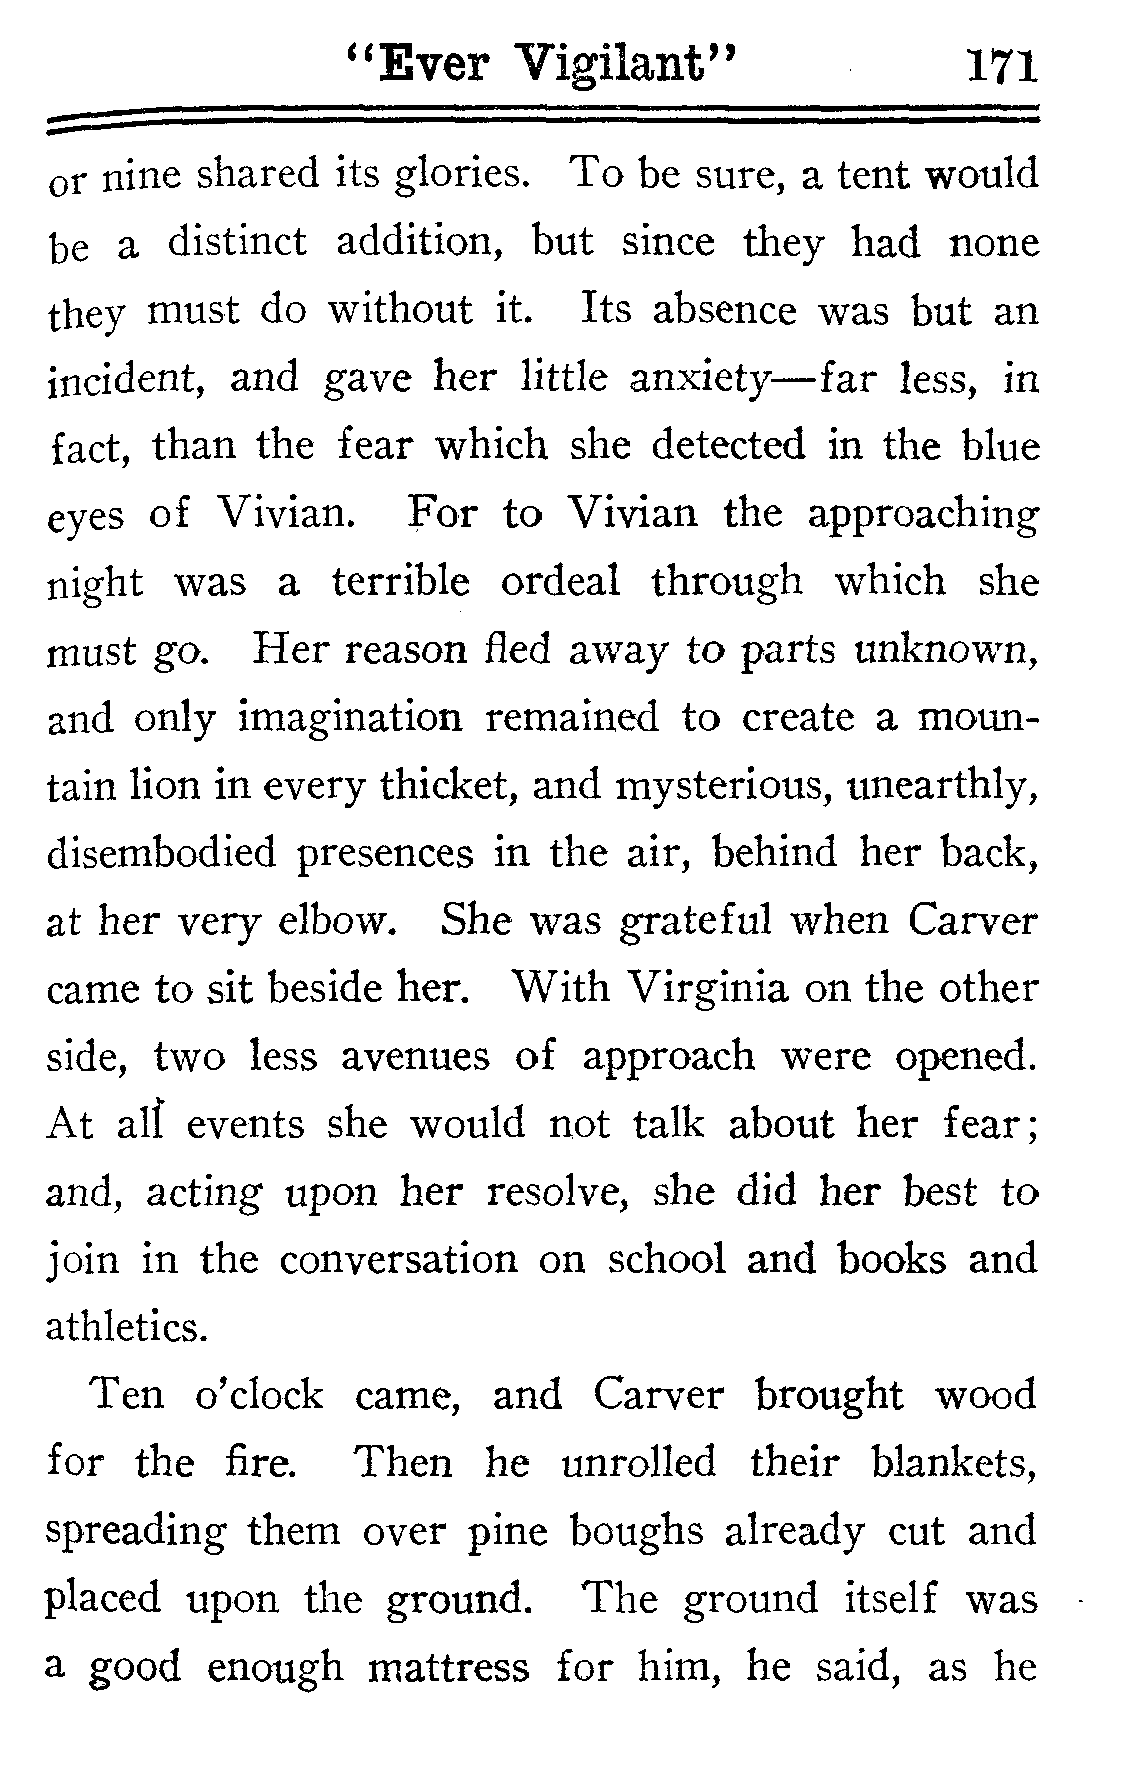 "Ever Vigilant" 171
or nine shared its glories. To be sure, a tent would
be a distinct addition, but since they had none
they must do without it. Its absence was but an
incident, and gave her little anxiety—far less, in
fact, than the fear which she detected in the blue
eyes of Vivian. For to Vivian the approaching
night was a terrible ordeal through which she
must go. Her reason fled away to parts unknown,
and only imagination remained to create a moun-
tain lion in every thicket, and mysterious, unearthly,
disembodied presences in the air, behind her back,
at her very elbow. She was grateful when Carver
came to sit beside her. With Virginia on the other
side, two less avenues of approach were opened.
At all events she would not talk about her fear;
and, acting upon her resolve, she did her best to
join in the conversation on school and books and
athletics.
Ten o'clock came, and Carver brought wood
for the fire. Then he unrolled their blankets,
spreading them over pine boughs already cut and
placed upon the ground. The ground itself was
a good enough mattress for him, he said, as he